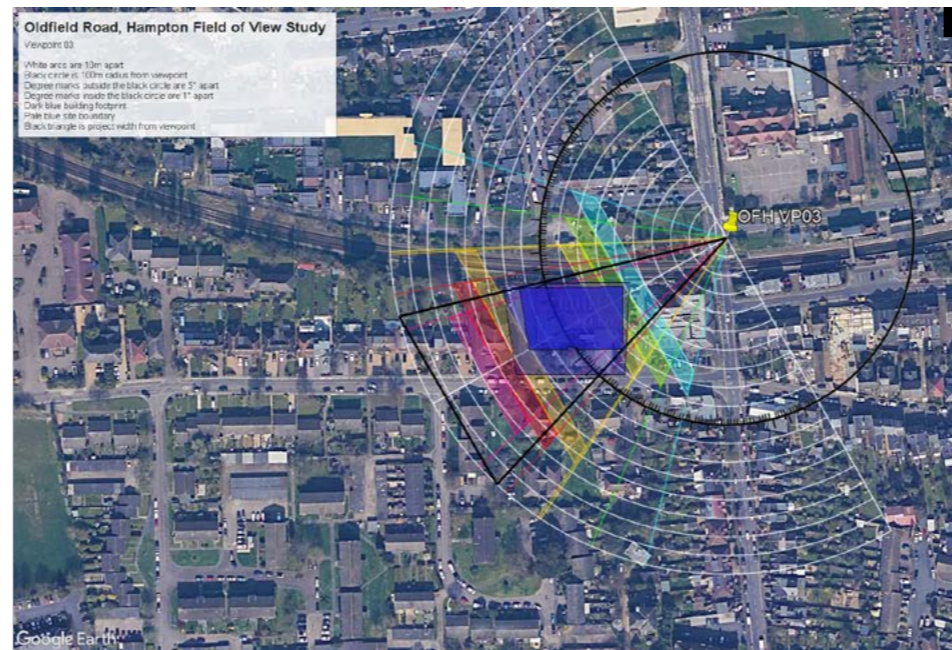 Oldfield Road, Hampton Field of View Study
Viewpoint 03
White arcs are 10m apart
Black circle is 100m radius from viewpoint
Degree marks outside the black circle are 5° apart
Degree marks inside the black circle are 1° apart
Dark blue building footprint
Pale blue site boundary
Black triangle is project width from viewpoint
OFH VP03
Google Earth